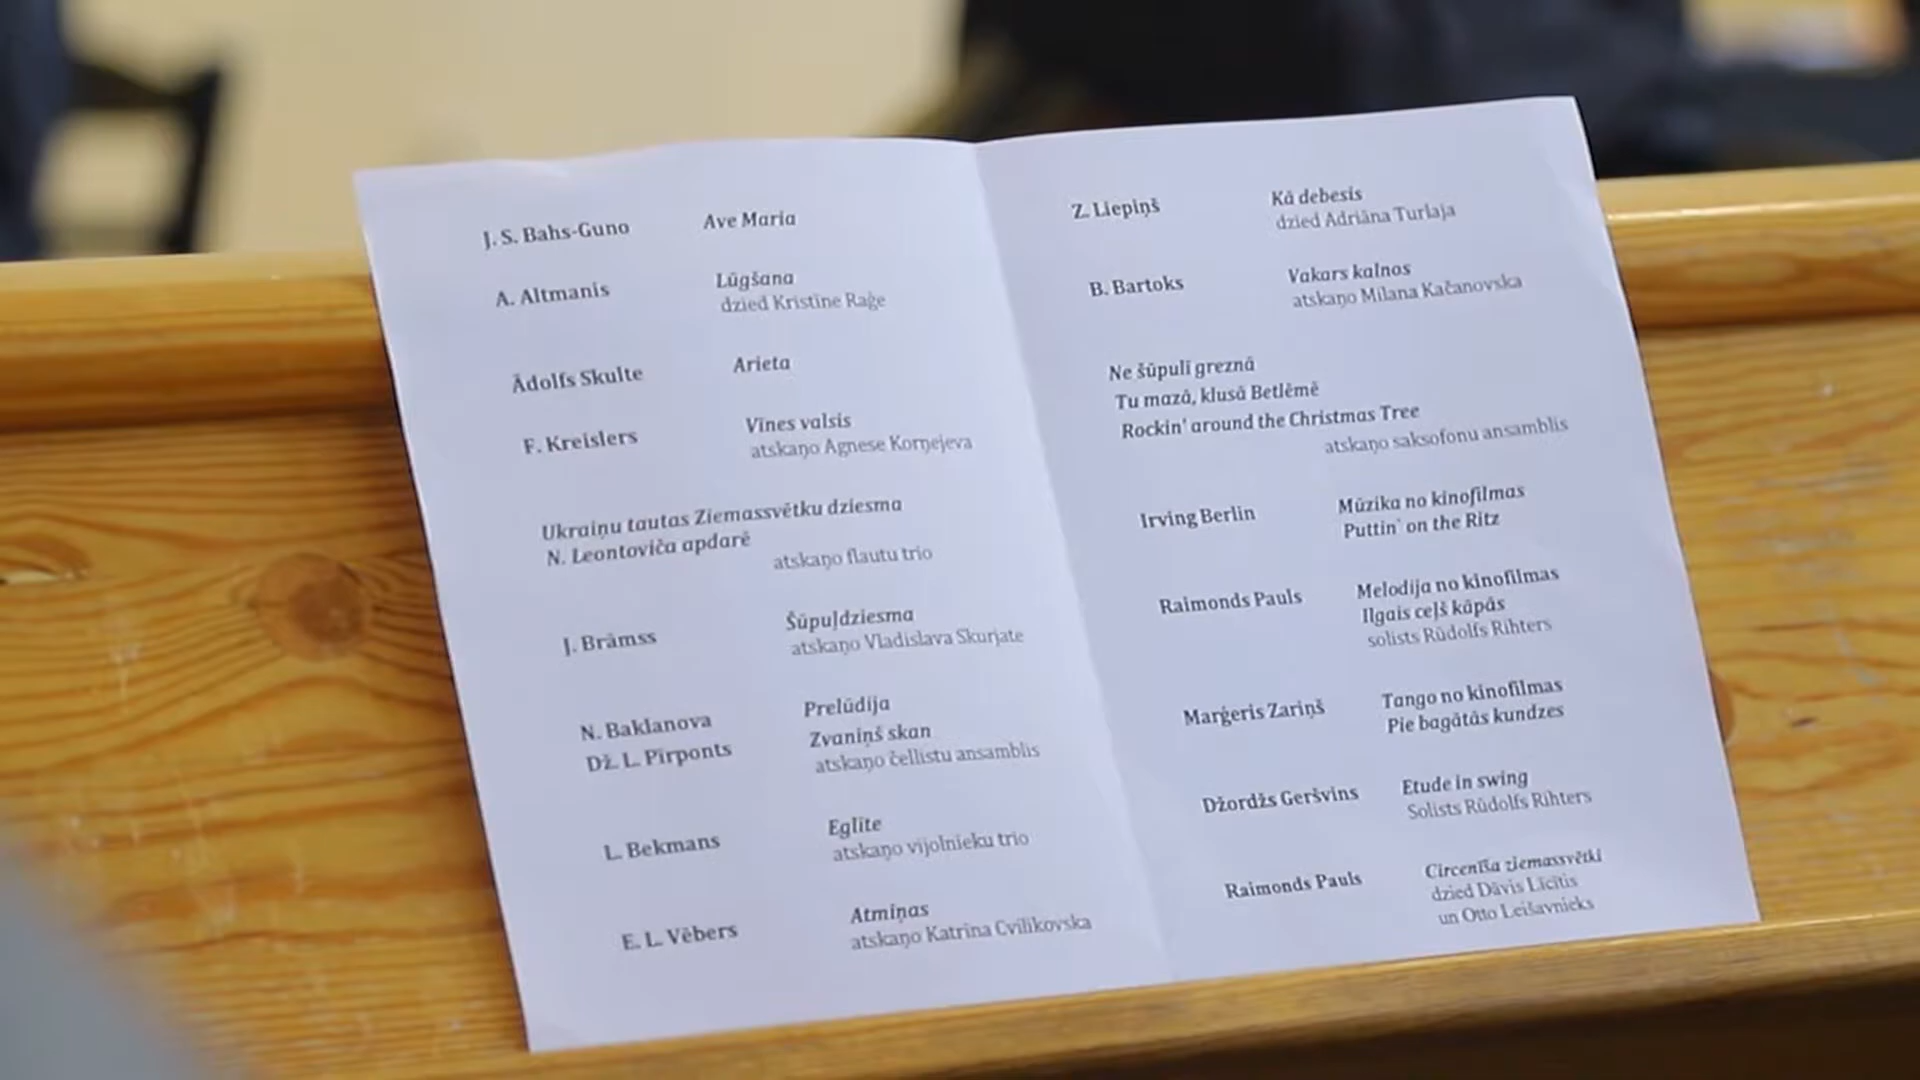 J. S. Bahs-Guno Ave Maria
A. Altmanis Lūgšana
dzied Kristīne Raģe
Ādolfs Skulte Arieta
F. Kreislers Vīnes valsis
atskaņo Agnese Korņejeva
Ukraiņu tautas Ziemassvētku dziesma
N. Leontoviča apdarē
atskaņo flautu trio
J. Brāmss Šūpuļdziesma
atskaņo Vladislava Skurjate
N. Baklanova Prelūdija
Dž. L. Pīrponts Zvaniņš skan
atskaņo čellistu ansamblis
L. Bekmans Eglīte
atskaņo vijolnieku trio
E. L. Vēbers Atmiņas
atskaņo Katrīna Cvilikovska
Z. Liepiņš Kā debesis
dzied Adriāna Turlaja
B. Bartoks Vakars kalnos
atskaņo Milana Kačanovska
Ne šūpulī greznā
Tu mazā, klusā Betlēmē
Rockin' around the Christmas Tree
atskaņo saksofonu ansamblis
Irving Berlin Mūzika no kinofilmas
Puttin` on the Ritz
Raimonds Pauls Melodija no kinofilmas
Ilgais ceļš kāpās
solists Rūdolfs Rihters
Marģeris Zariņš Tango no kinofilmas
Pie bagātās kundzes
Džordžs Geršvins Etude in swing
Solists Rūdolfs Rihters
Raimonds Pauls Circenīša ziemassvētki
dzied Dāvis Līcītis
un Otto Leišavnieks